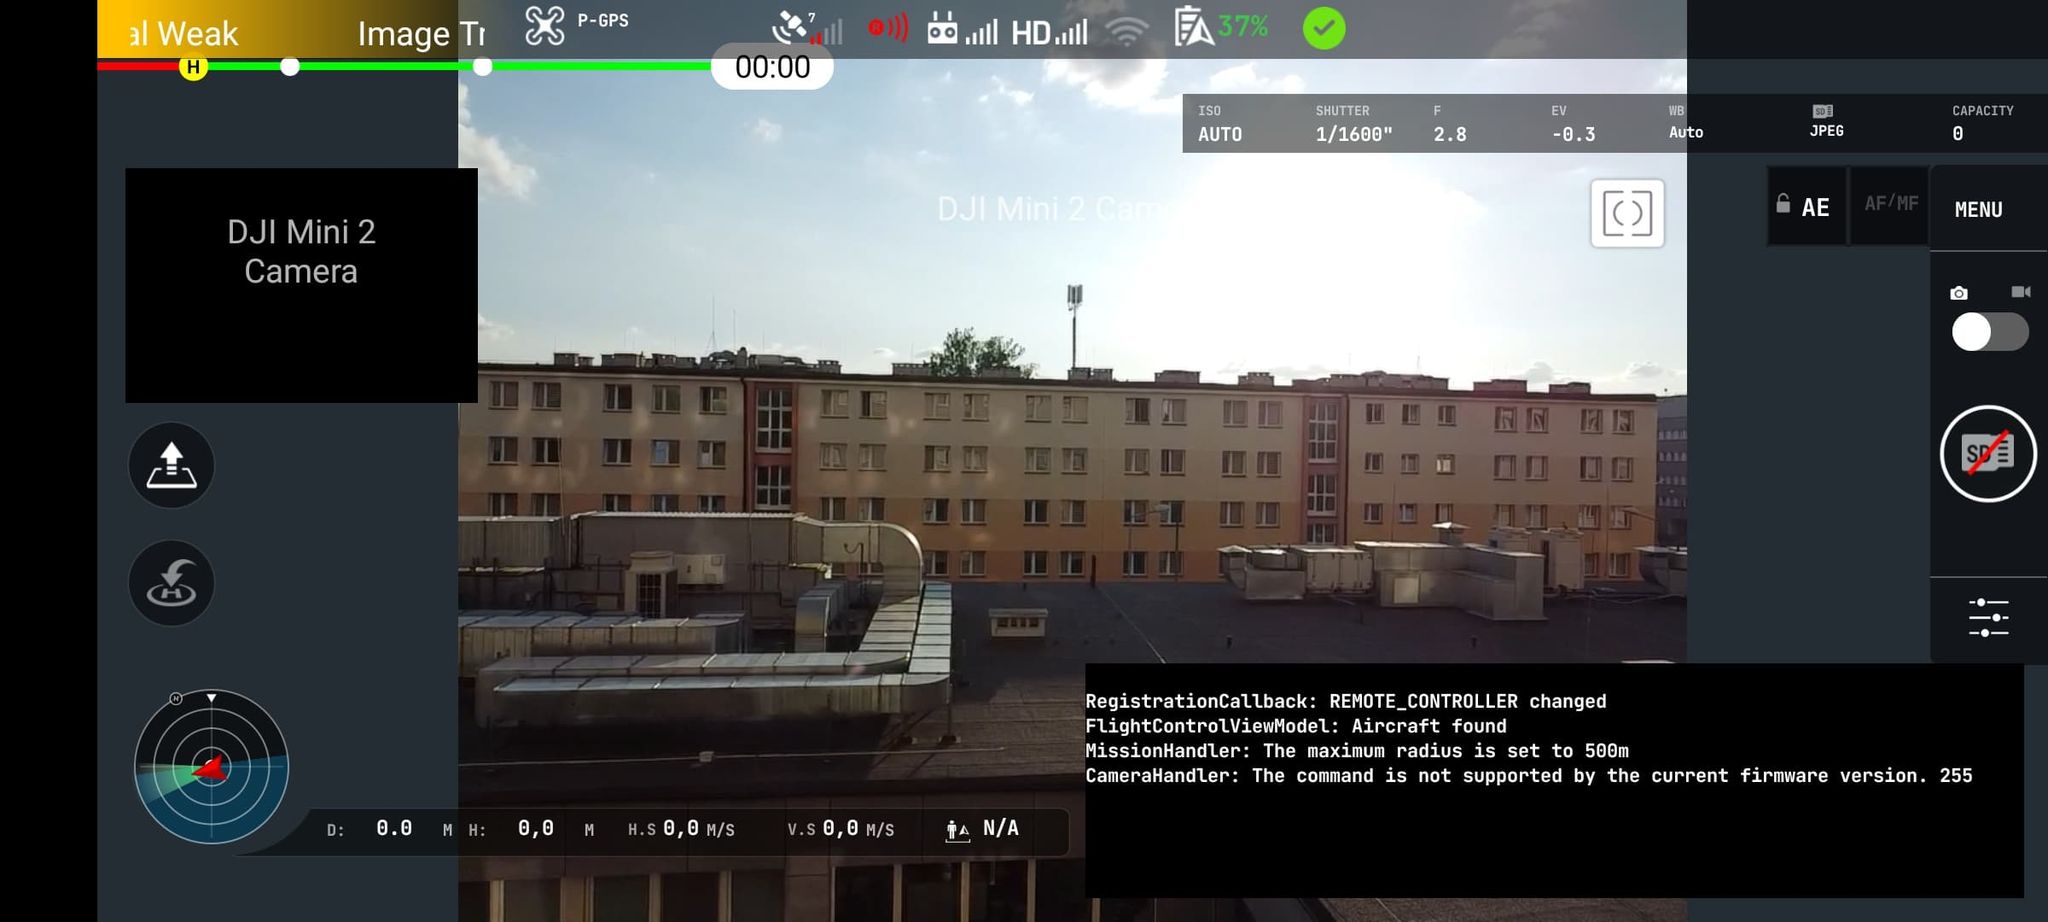 al Weak
Image Tr
P-GPS
7
R
HD
37%
H
00:00
ISO
SHUTTER
F
EV
WB
SD
CAPACITY
AUTO
1/1600"
2.8
-0.3
Auto
JPEG
0
DJI Mini 2
Camera
DJI Mini 2 Came
AE
AF/MF
MENU
SD
H
N
RegistrationCallback: REMOTE_CONTROLLER changed
FlightControlViewModel: Aircraft found
MissionHandler: The maximum radius is set to 500m
CameraHandler: The command is not supported by the current firmware version. 255
D: 0.0 M H: 0,0 M H.S 0,0 M/S V.S 0,0 M/S N/A